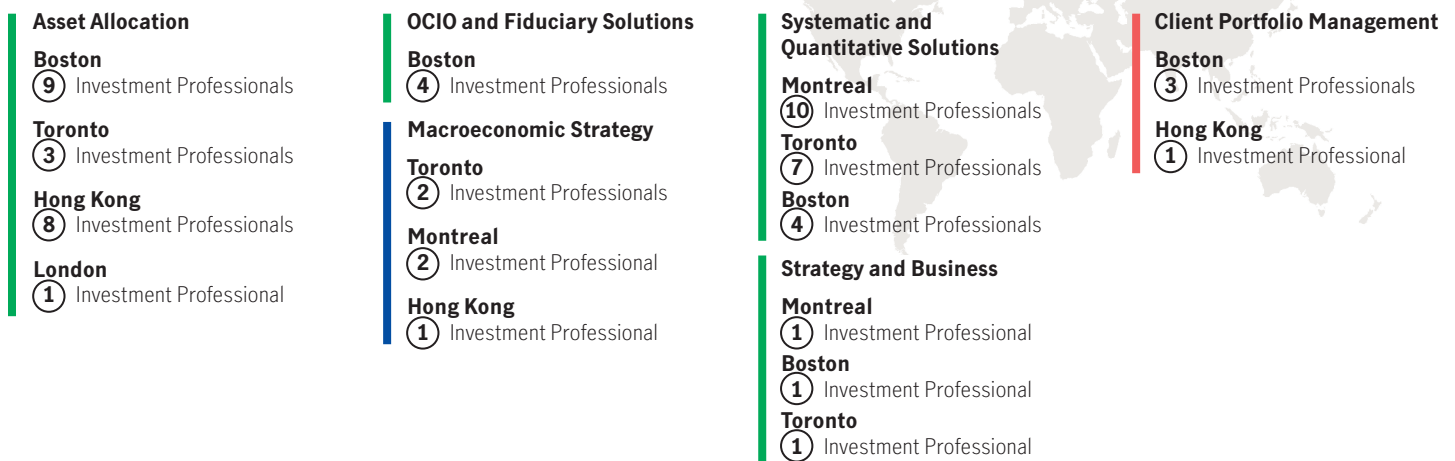 Asset Allocation
Boston
9 Investment Professionals
Toronto
3 Investment Professionals
Hong Kong
8 Investment Professionals
London
1 Investment Professional
OCIO and Fiduciary Solutions
Boston
4 Investment Professionals
Macroeconomic Strategy
Toronto
2 Investment Professionals
Montreal
2 Investment Professional
Hong Kong
1 Investment Professional
Systematic and
Quantitative Solutions
Montreal
10 Investment Professionals
Toronto
7 Investment Professionals
Boston
4 Investment Professionals
Strategy and Business
Montreal
1 Investment Professional
Boston
1 Investment Professional
Toronto
1 Investment Professional
Client Portfolio Management
Boston
3 Investment Professionals
Hong Kong
1 Investment Professional